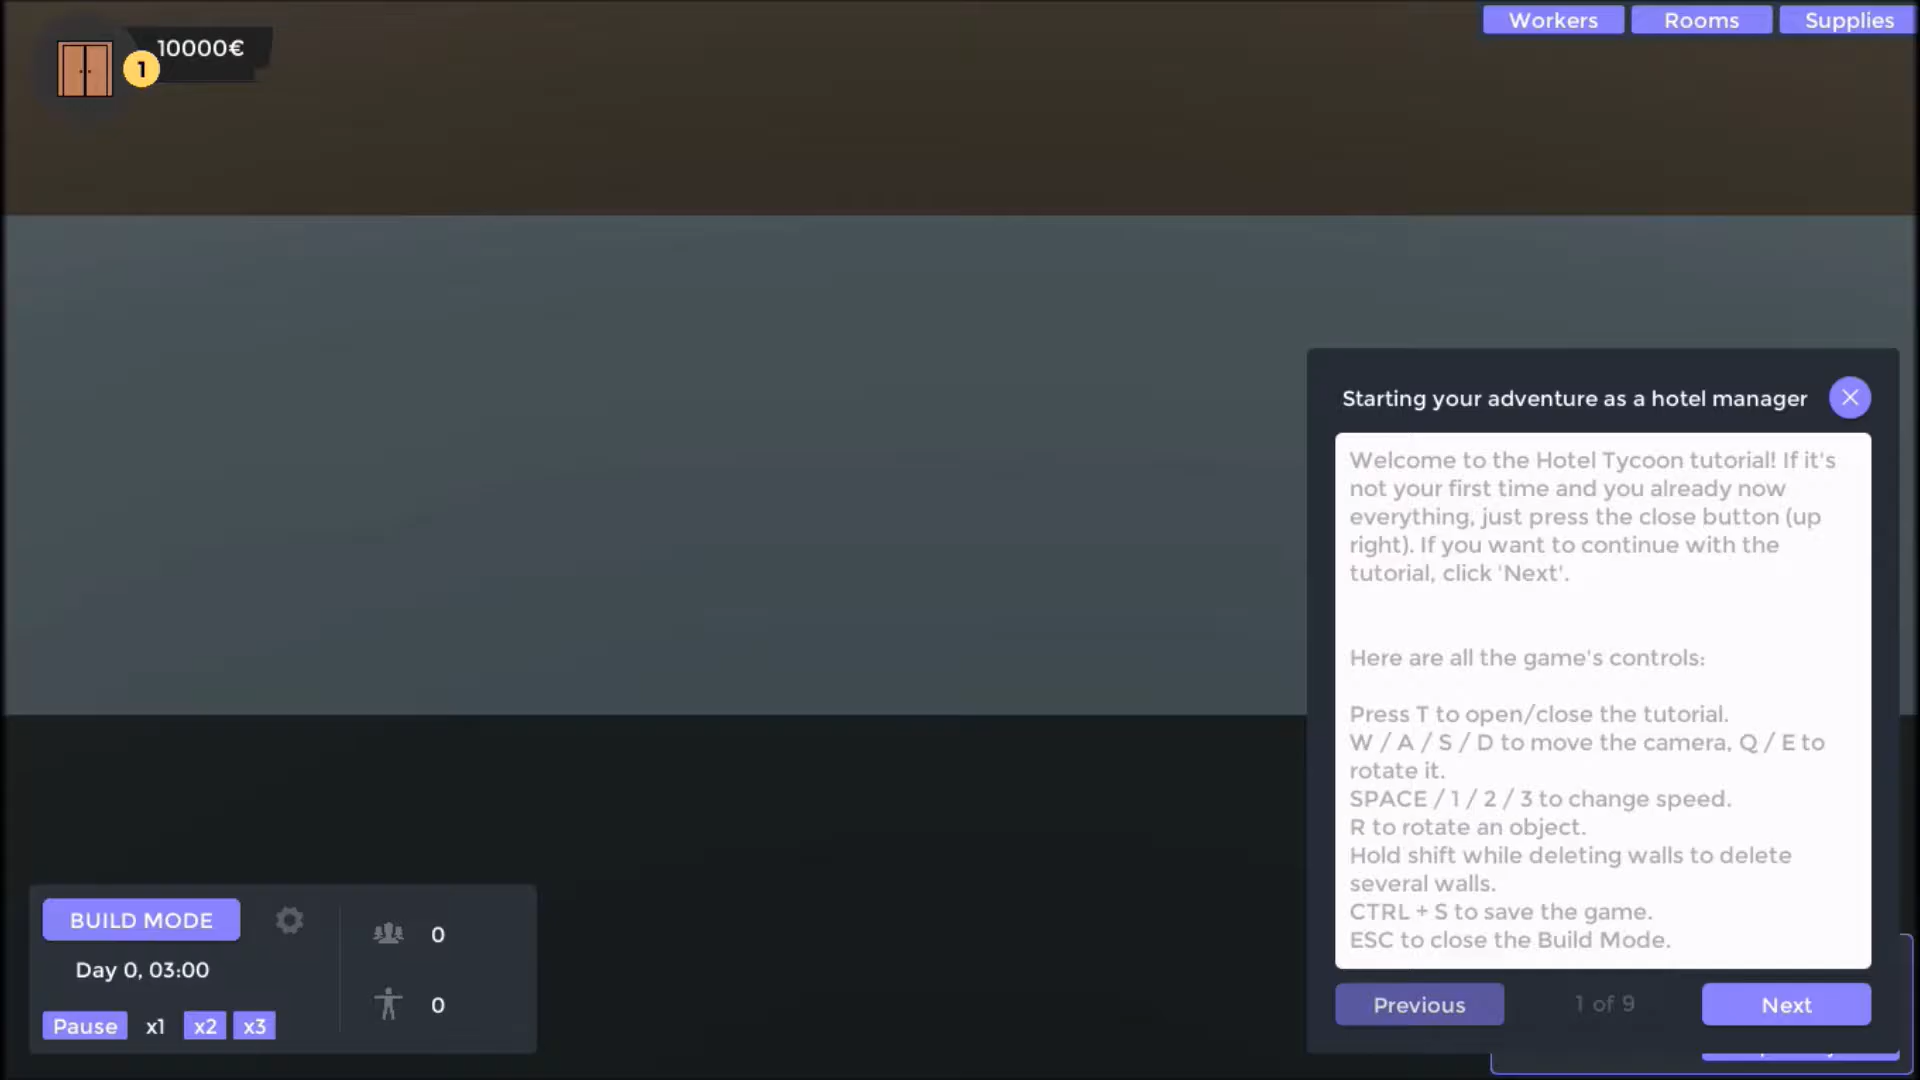 10000€
1
Workers
Rooms
Supplies
Starting your adventure as a hotel manager
Welcome to the Hotel Tycoon tutorial! If it's
not your first time and you already now
everything, just press the close button (up
right). If you want to continue with the
tutorial, click 'Next'.
Here are all the game's controls:
Press T to open/close the tutorial.
W / A / S / D to move the camera, Q / E to
rotate it.
SPACE / 1 / 2 / 3 to change speed.
R to rotate an object.
Hold shift while deleting walls to delete
several walls.
CTRL + S to save the game.
ESC to close the Build Mode.
Previous
1 of 9
Next
BUILD MODE
0
Day 0, 03:00
0
Pause
x1
x2
x3